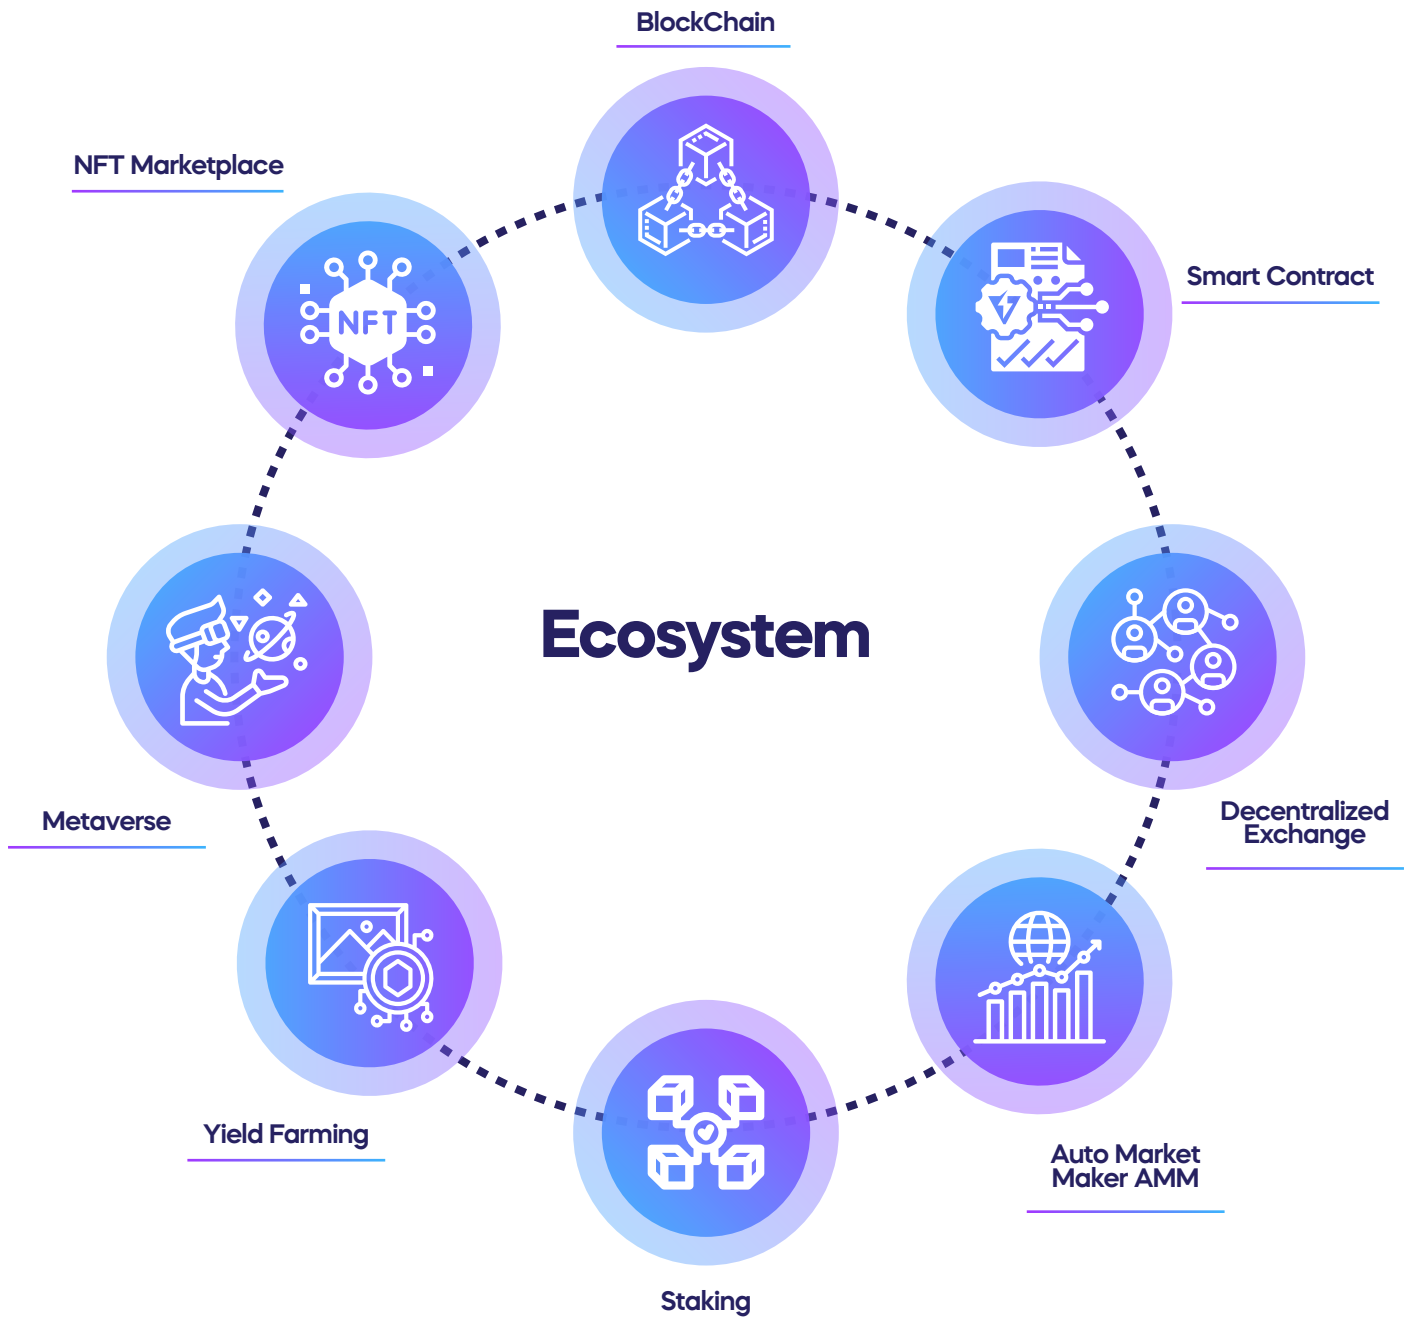 BlockChain
NFT Marketplace
NFT
Smart Contract
Ecosystem
Metaverse
Decentralized
Exchange
Yield Farming
Auto Market
Maker AMM
Staking